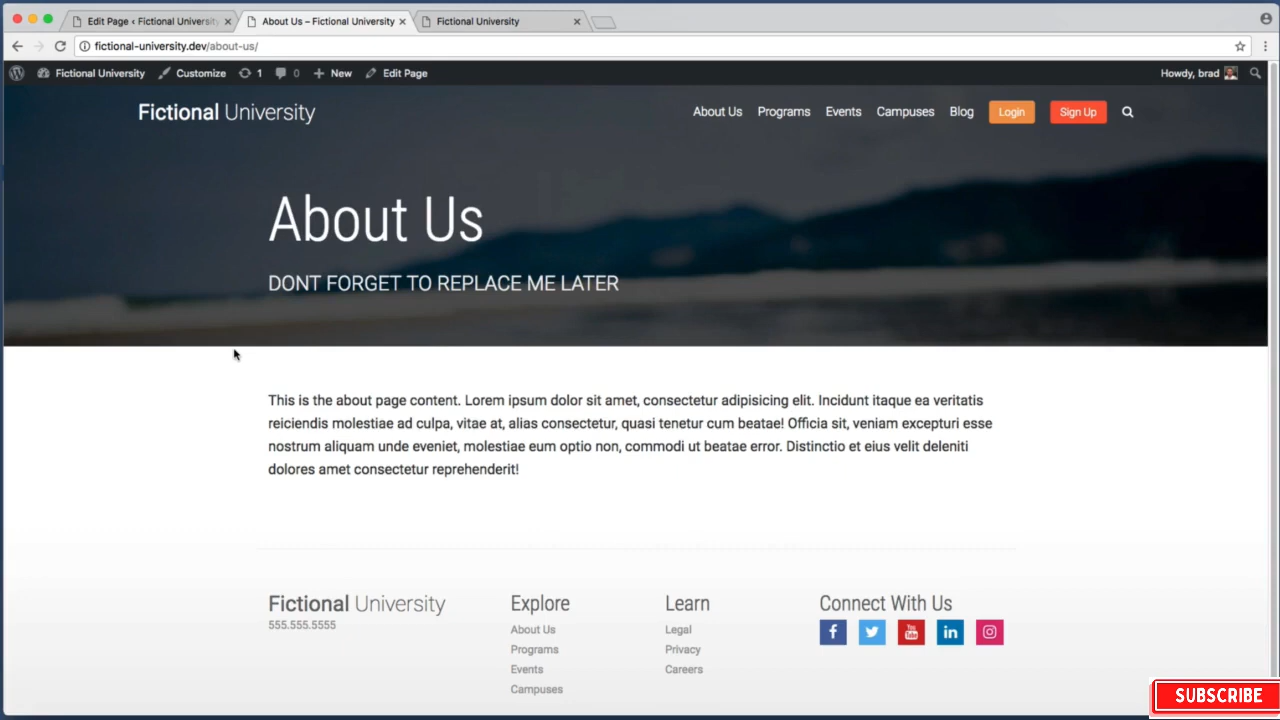 Edit Page ‹ Fictional University
About Us – Fictional University
Fictional University
fictional-university.dev/about-us/
Fictional University Customize 1 0 New Edit Page Howdy, brad
Fictional University About Us Programs Events Campuses Blog Login Sign Up
About Us
DONT FORGET TO REPLACE ME LATER
This is the about page content. Lorem ipsum dolor sit amet, consectetur adipisicing elit. Incidunt itaque ea veritatis
reiciendis molestiae ad culpa, vitae at, alias consectetur, quasi tenetur cum beatae! Officia sit, veniam excepturi esse
nostrum aliquam unde eveniet, molestiae eum optio non, commodi ut beatae error. Distinctio et eius velit deleniti
dolores amet consectetur reprehenderit!
Fictional University
555.555.5555
Explore
About Us
Programs
Events
Campuses
Learn
Legal
Privacy
Careers
Connect With Us
SUBSCRIBE